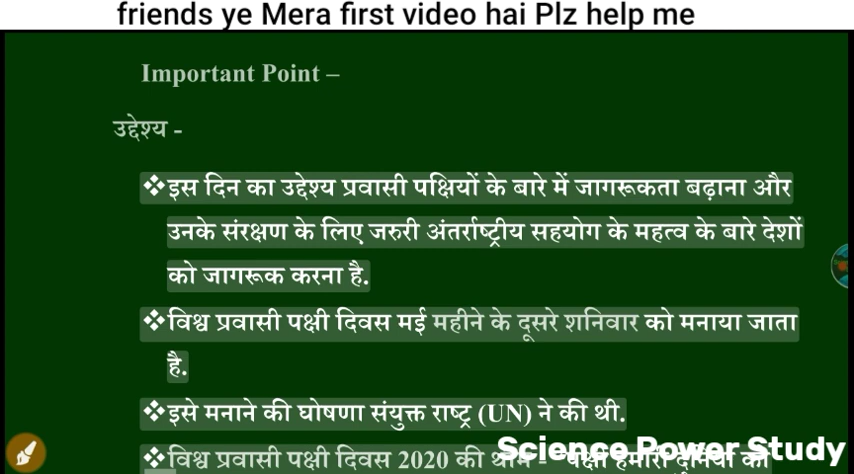 friends ye Mera first video hai Plz help me
Important Point –
उद्देश्य -
❖इस दिन का उद्देश्य प्रवासी पक्षियों के बारे में जागरूकता बढ़ाना और
उनके संरक्षण के लिए जरुरी अंतर्राष्ट्रीय सहयोग के महत्व के बारे देशों
को जागरूक करना है.
❖विश्व प्रवासी पक्षी दिवस मई महीने के दूसरे शनिवार को मनाया जाता
है.
❖इसे मनाने की घोषणा संयुक्त राष्ट्र (UN) ने की थी.
❖विश्व प्रवासी पक्षी दिवस 2020 की थीम - "पक्षी हमारी दुनिया को
Science Power Study